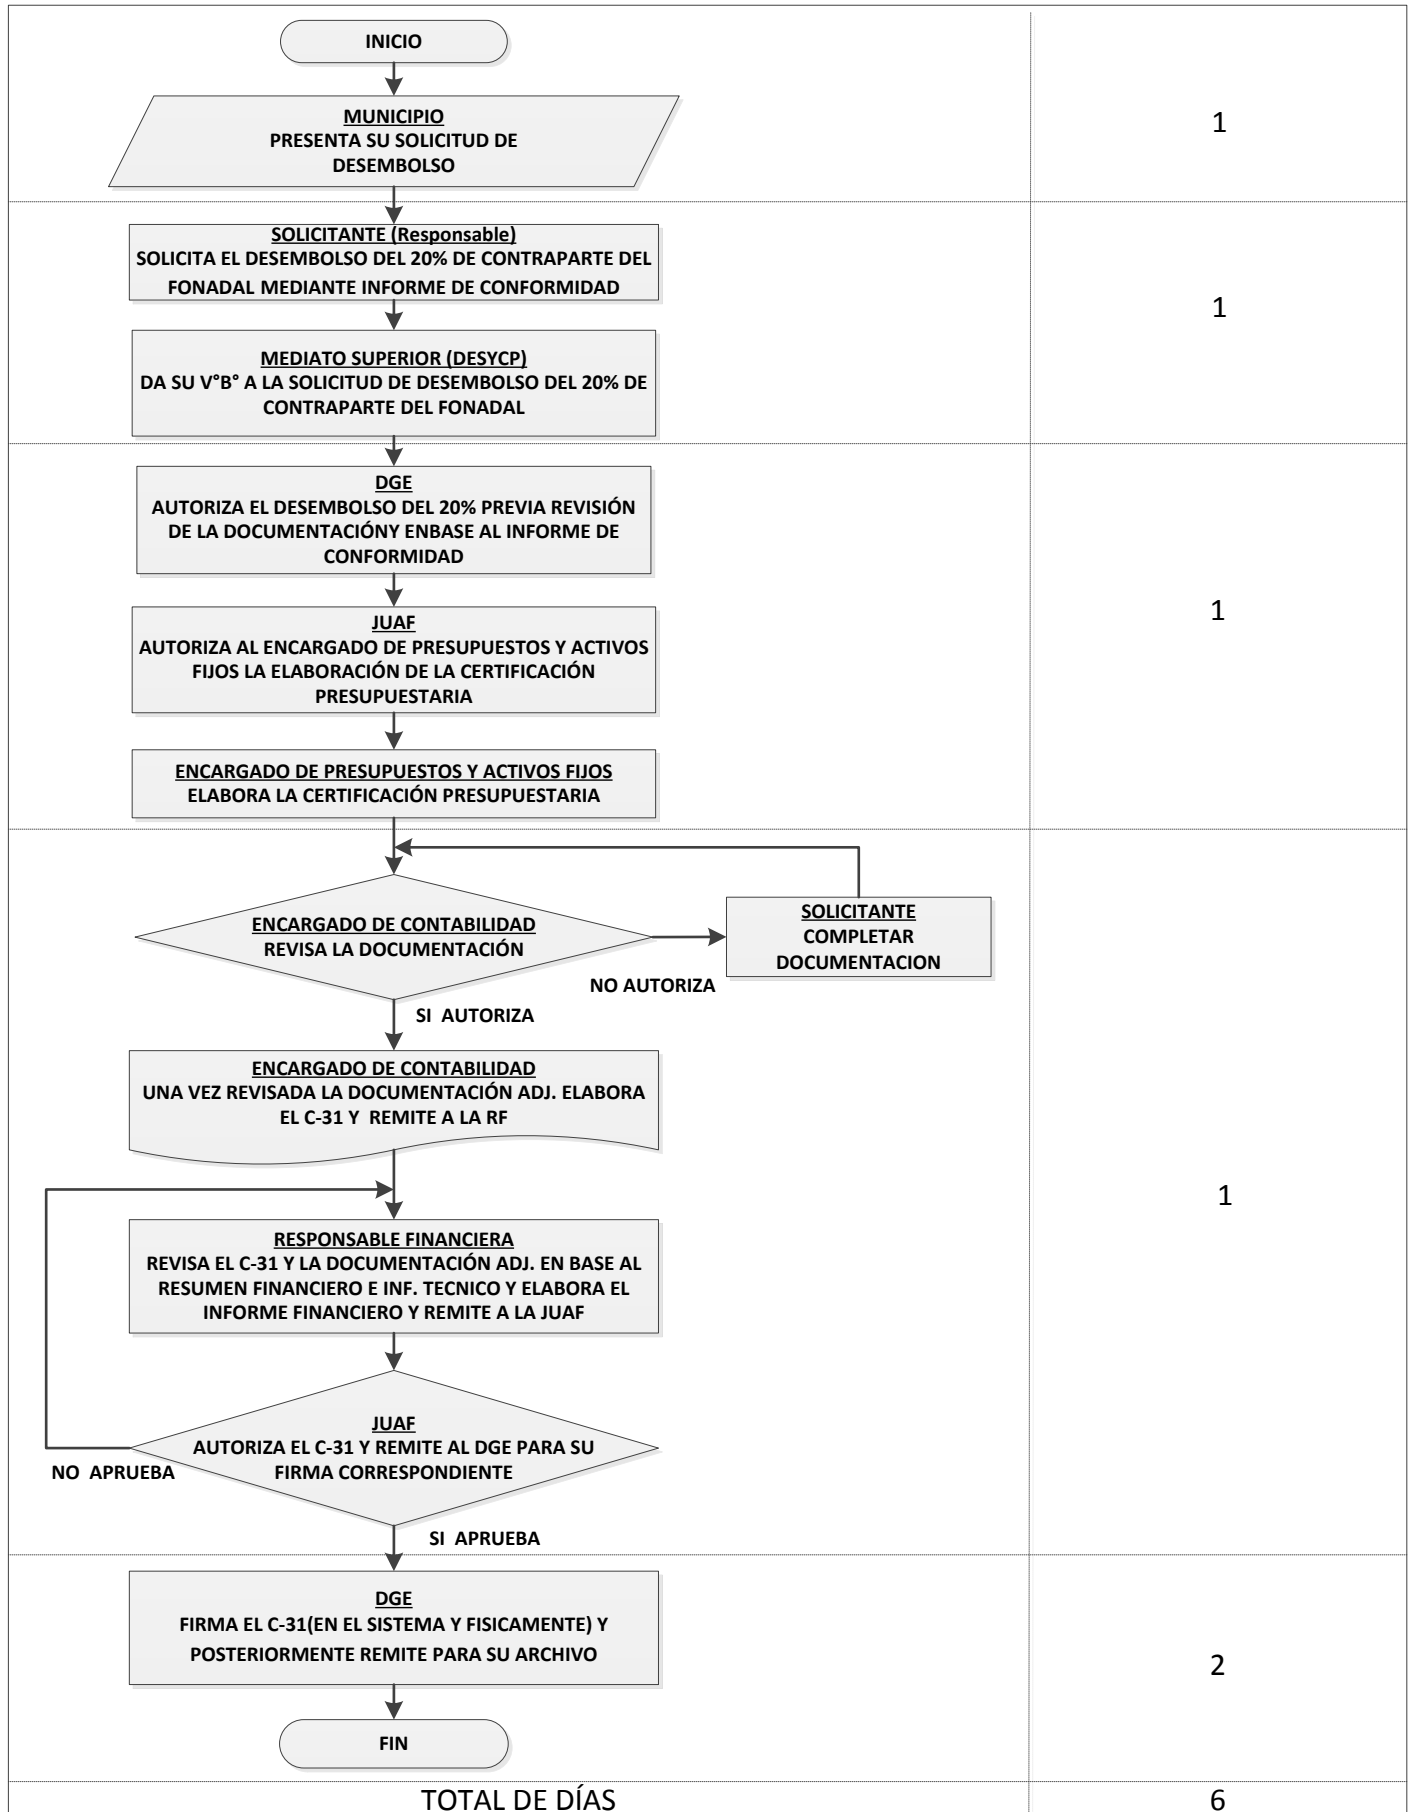 INICIO
MUNICIPIO
PRESENTA SU SOLICITUD DE
DESEMBOLSO
1
SOLICITANTE (Responsable)
SOLICITA EL DESEMBOLSO DEL 20% DE CONTRAPARTE DEL
FONADAL MEDIANTE INFORME DE CONFORMIDAD
1
MEDIATO SUPERIOR (DESYCP)
DA SU V°B° A LA SOLICITUD DE DESEMBOLSO DEL 20% DE
CONTRAPARTE DEL FONADAL
DGE
AUTORIZA EL DESEMBOLSO DEL 20% PREVIA REVISIÓN
DE LA DOCUMENTACIÓNY ENBASE AL INFORME DE
CONFORMIDAD
1
JUAF
AUTORIZA AL ENCARGADO DE PRESUPUESTOS Y ACTIVOS
FIJOS LA ELABORACIÓN DE LA CERTIFICACIÓN
PRESUPUESTARIA
ENCARGADO DE PRESUPUESTOS Y ACTIVOS FIJOS
ELABORA LA CERTIFICACIÓN PRESUPUESTARIA
ENCARGADO DE CONTABILIDAD
REVISA LA DOCUMENTACIÓN
SOLICITANTE
COMPLETAR
DOCUMENTACION
NO AUTORIZA
SI AUTORIZA
ENCARGADO DE CONTABILIDAD
UNA VEZ REVISADA LA DOCUMENTACIÓN ADJ. ELABORA
EL C-31 Y REMITE A LA RF
1
RESPONSABLE FINANCIERA
REVISA EL C-31 Y LA DOCUMENTACIÓN ADJ. EN BASE AL
RESUMEN FINANCIERO E INF. TECNICO Y ELABORA EL
INFORME FINANCIERO Y REMITE A LA JUAF
JUAF
AUTORIZA EL C-31 Y REMITE AL DGE PARA SU
FIRMA CORRESPONDIENTE
NO APRUEBA
SI APRUEBA
DGE
FIRMA EL C-31(EN EL SISTEMA Y FISICAMENTE) Y
POSTERIORMENTE REMITE PARA SU ARCHIVO
2
FIN
TOTAL DE DÍAS
6